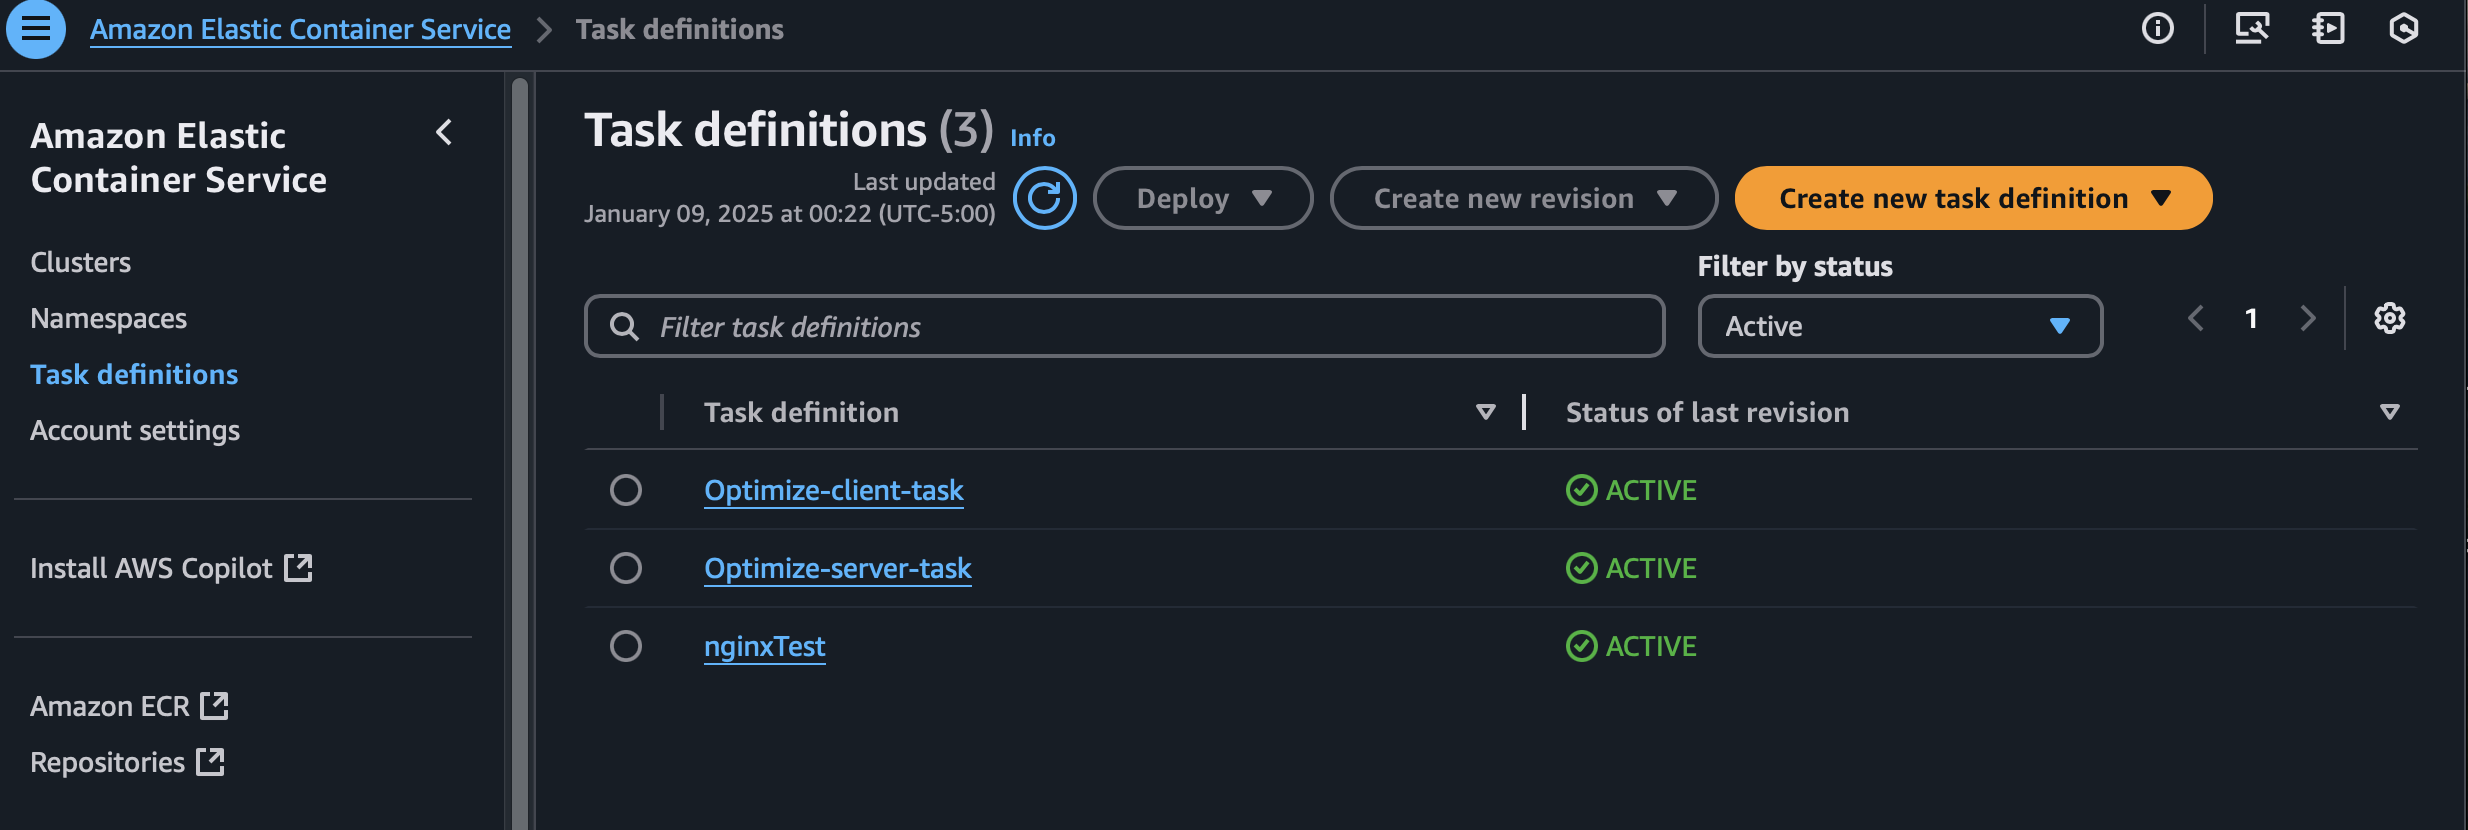 Amazon Elastic Container Service > Task definitions
Amazon Elastic
Container Service
Clusters
Namespaces
Task definitions
Account settings
Install AWS Copilot
Amazon ECR
Repositories
Task definitions (3) Info
Last updated
January 09, 2025 at 00:22 (UTC-5:00)
Deploy
Create new revision
Create new task definition
Filter task definitions
Filter by status
Active
1
Task definition
Status of last revision
Optimize-client-task
ACTIVE
Optimize-server-task
ACTIVE
nginxTest
ACTIVE